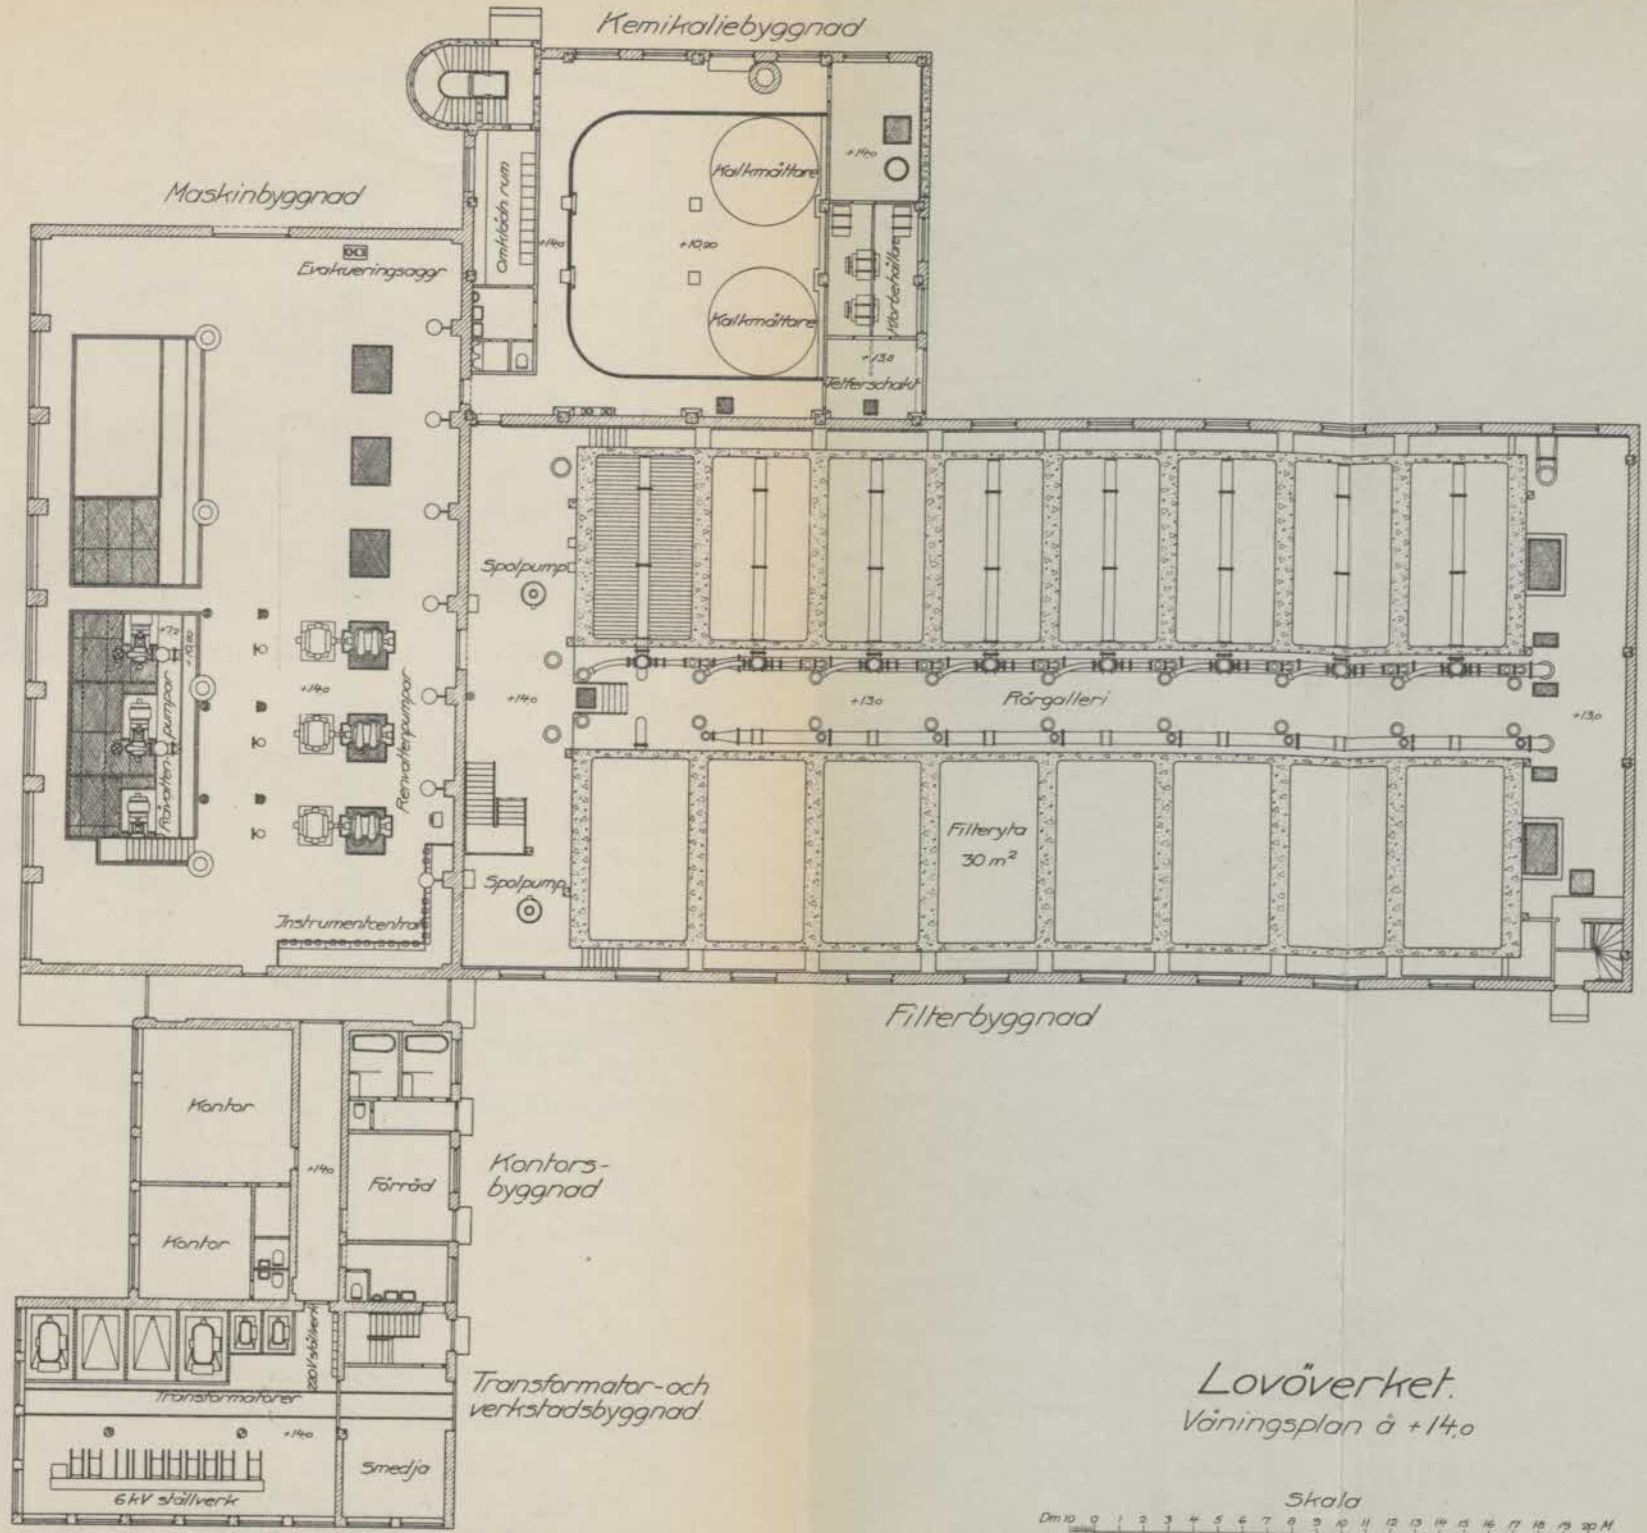 Kemikaliebyggnad
Maskinbyggnad
Kalkmättare
+14,0
Omklädn rum
+14,0
+10,20
Evakueringsaggr
Klorbehållare
Kalkmättare
+13,0
Telferschakt
Spolpump
+7,2
+10,20
Råvattenpumpar
+14,0
Renvattenpumpar
+14,0
+13,0
Rörgalleri
+13,0
Filteryta
30 m²
Spolpump
Instrumentcentral
Filterbyggnad
Kontor
+14,0
Förråd
Kontors-
byggnad
Kontor
220V ställverk
Transformatorer
Transformator- och
verkstadsbyggnad.
+14,0
Smedja
6 kV ställverk
Lovöverket.
Våningsplan å +14,0
Skala
Dm 10 0 1 2 3 4 5 6 7 8 9 10 11 12 13 14 15 16 17 18 19 20 M